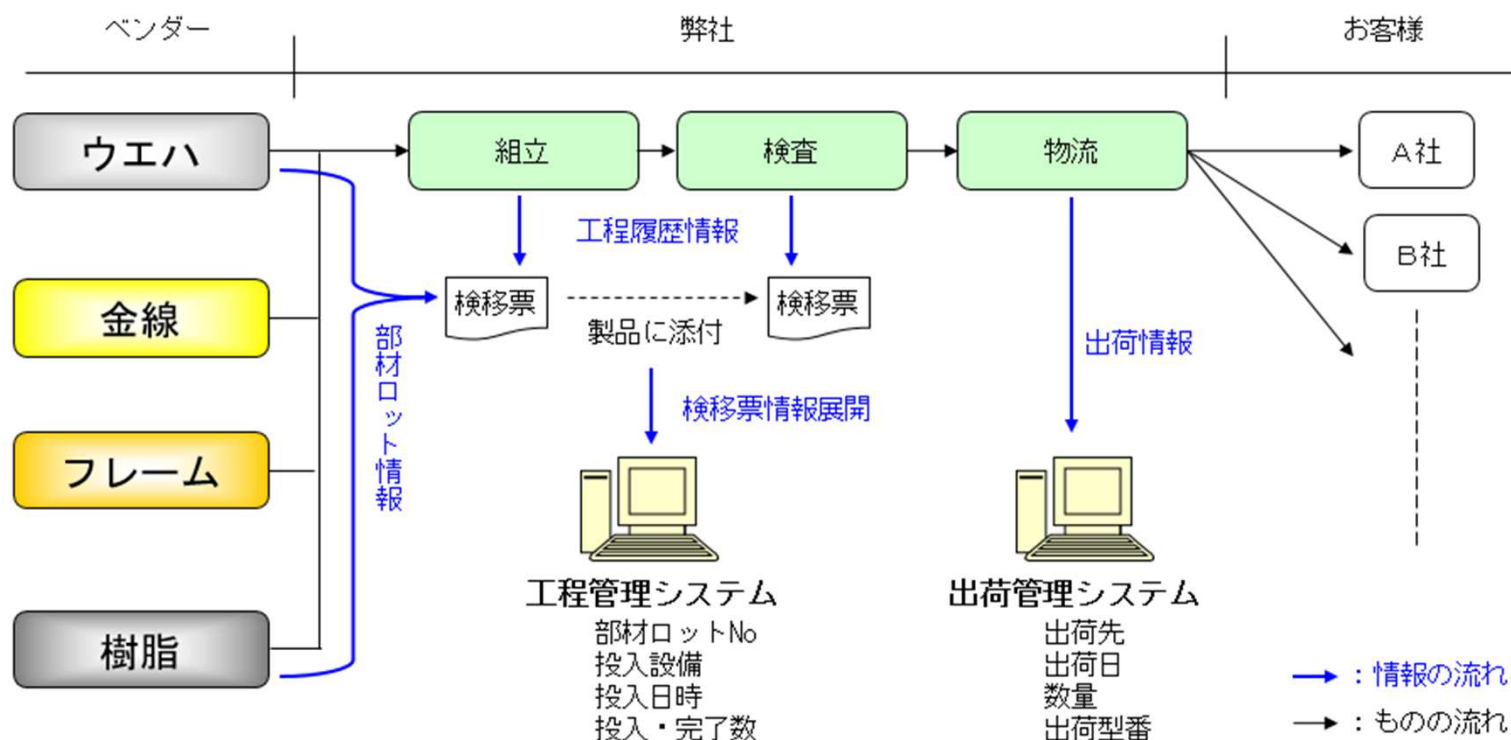 ベンダー
弊社
お客様
ウエハ
組立
検査
物流
A社
工程履歴情報
B社
金線
検移票
検移票
製品に添付
部材ロット情報
出荷情報
検移票情報展開
フレーム
工程管理システム
出荷管理システム
部材ロットNo
出荷先
樹脂
投入設備
出荷日
:情報の流れ
投入日時
数量
投入・完了数
出荷型番
:ものの流れ